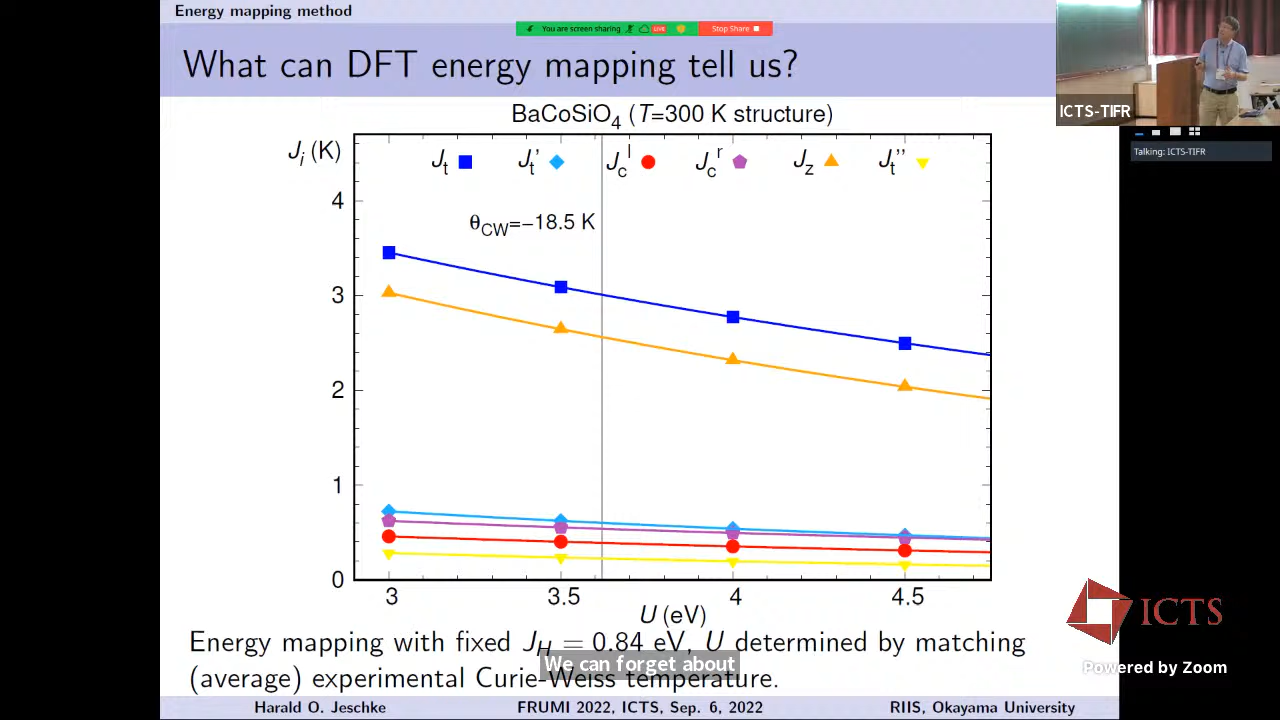 Energy mapping method
You are screen sharing LIVE Stop Share
What can DFT energy mapping tell us?
ICTS-TIFR
Talking: ICTS-TIFR
BaCoSiO4 (T=300 K structure)
Ji (K)
Jt Jt' Jcl Jcr Jz Jt''
θCW=−18.5 K
4
3
2
1
0
3 3.5 4 4.5
U (eV)
ICTS
Energy mapping with fixed JH = 0.84 eV, U determined by matching
(average) experimental Curie-Weiss temperature.
We can forget about
Powered by Zoom
Harald O. Jeschke FRUMI 2022, ICTS, Sep. 6, 2022 RIIS, Okayama University